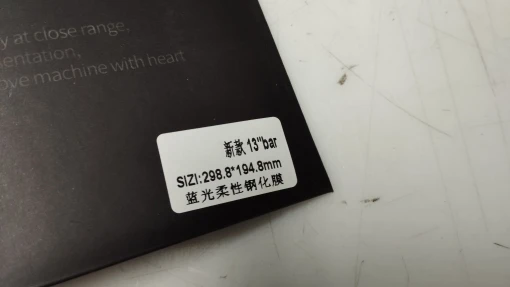 y at close range,
entation,
ove machine with heart
新款 13"bar
SIZI:298.8*194.8mm
蓝光柔性钢化膜